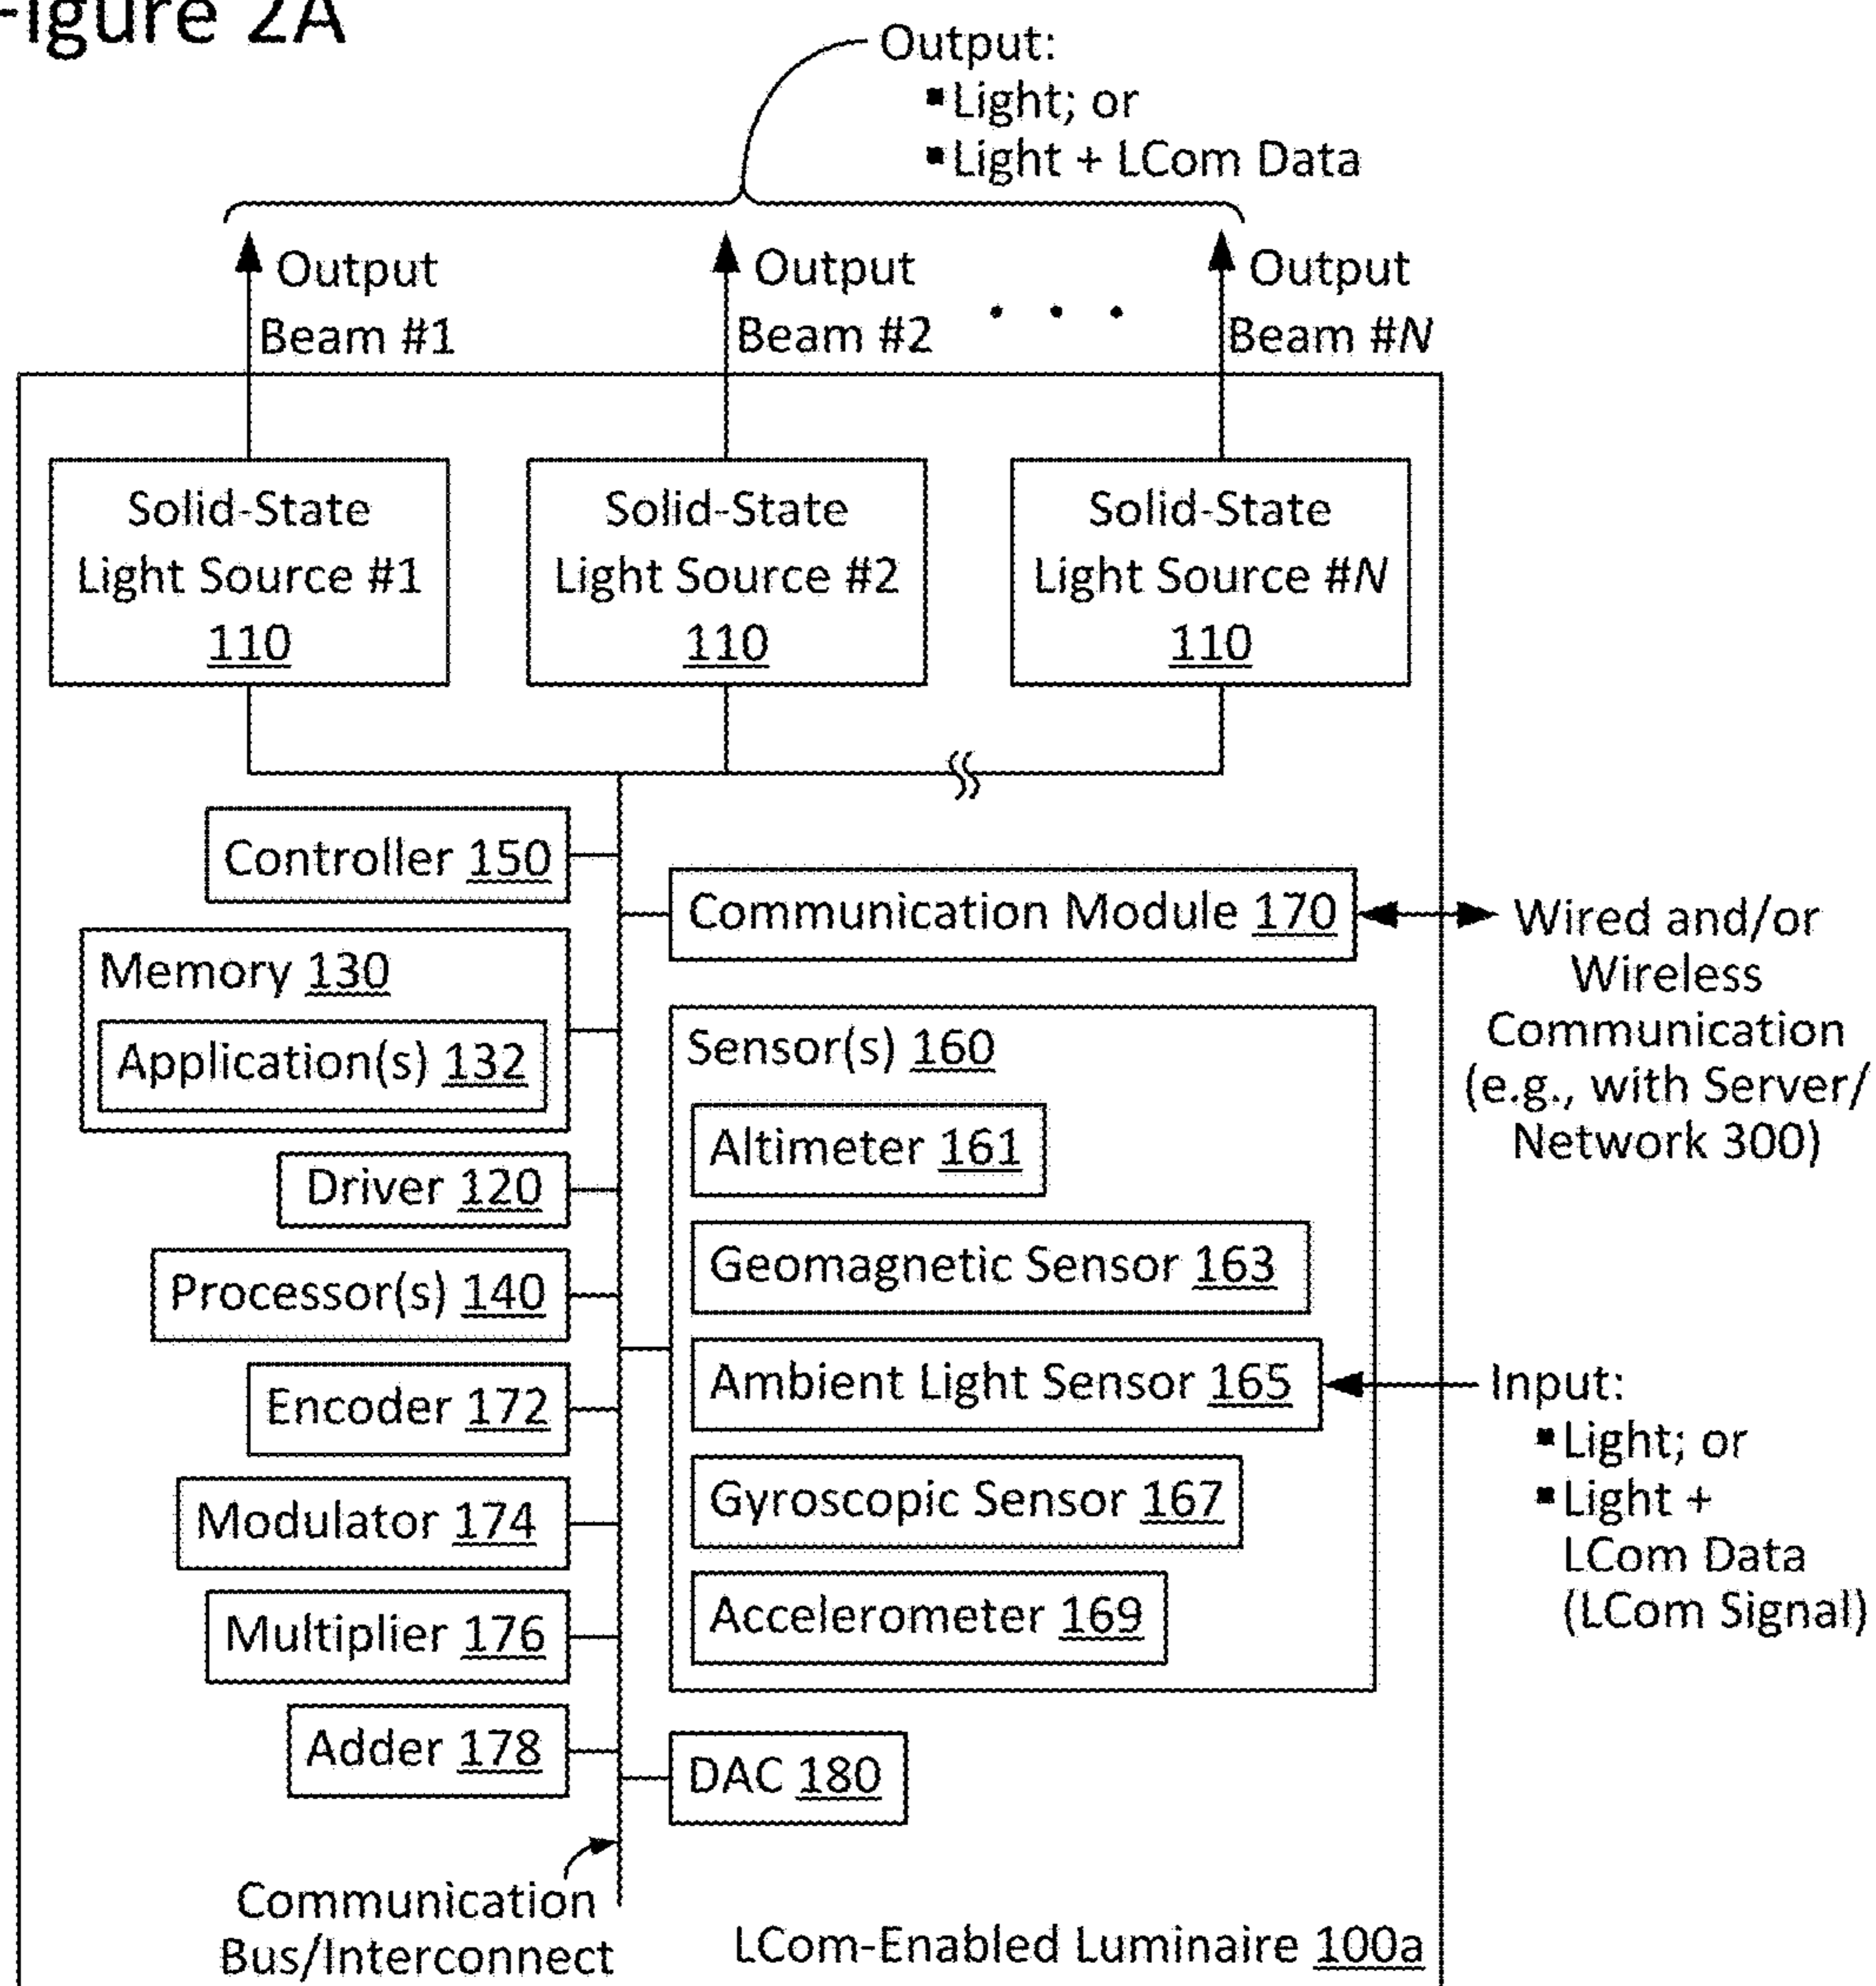 Figure 2A
Output:
▪ Light; or
▪ Light + LCom Data
Output
Beam #1
Output
Beam #2
. . .
Output
Beam #N
Solid-State
Light Source #1
110
Solid-State
Light Source #2
110
Solid-State
Light Source #N
110
Controller 150
Memory 130
Application(s) 132
Driver 120
Processor(s) 140
Encoder 172
Modulator 174
Multiplier 176
Adder 178
Communication
Bus/Interconnect
Communication Module 170
Sensor(s) 160
Altimeter 161
Geomagnetic Sensor 163
Ambient Light Sensor 165
Gyroscopic Sensor 167
Accelerometer 169
DAC 180
LCom-Enabled Luminaire 100a
Wired and/or
Wireless
Communication
(e.g., with Server/
Network 300)
Input:
▪ Light; or
▪ Light +
LCom Data
(LCom Signal)